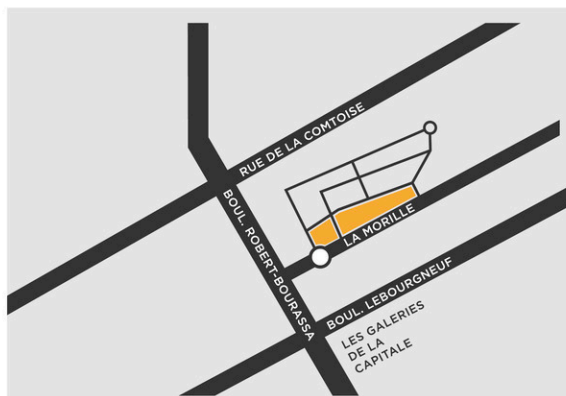 RUE DE LA COMTOISE
BOUL. ROBERT-BOURASSA
LA MORILLE
BOUL. LEBOURGNEUF
LES GALERIES
DE LA
CAPITALE